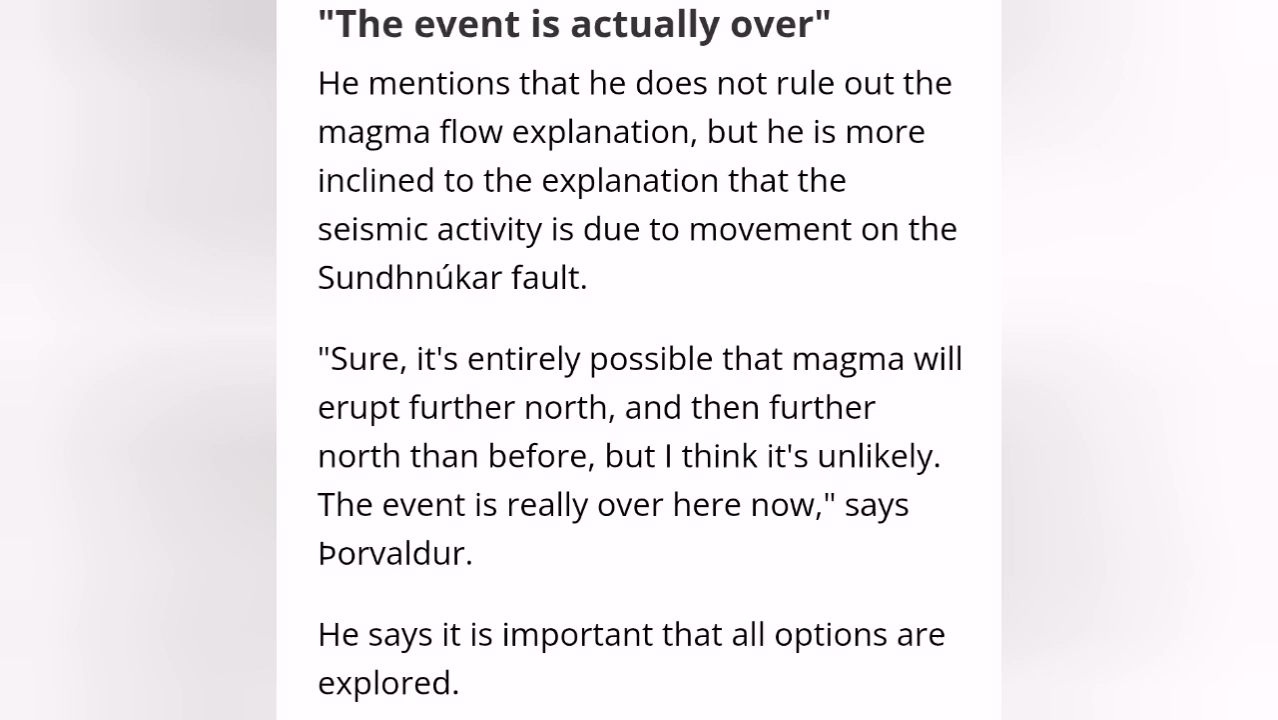 "The event is actually over"
He mentions that he does not rule out the
magma flow explanation, but he is more
inclined to the explanation that the
seismic activity is due to movement on the
Sundhnúkar fault.
"Sure, it's entirely possible that magma will
erupt further north, and then further
north than before, but I think it's unlikely.
The event is really over here now," says
Þorvaldur.
He says it is important that all options are
explored.